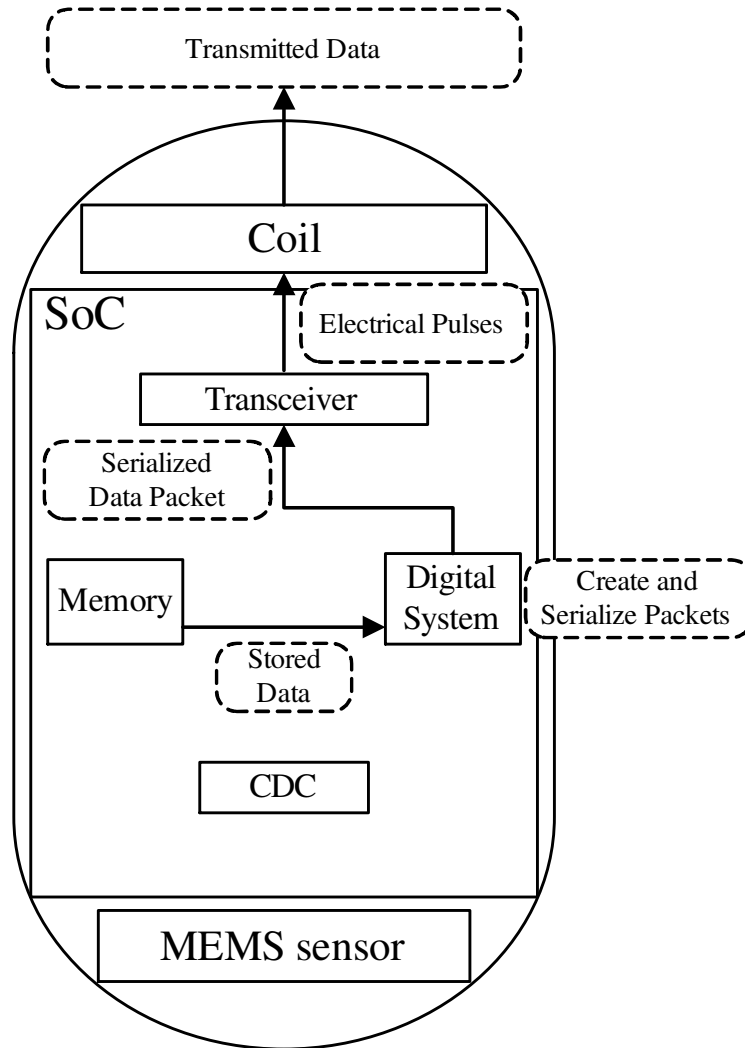 Transmitted Data
Coil
SoC
Electrical Pulses
Transceiver
Serialized
Data Packet
Memory
Digital
System
Create and
Serialize Packets
Stored
Data
CDC
MEMS sensor